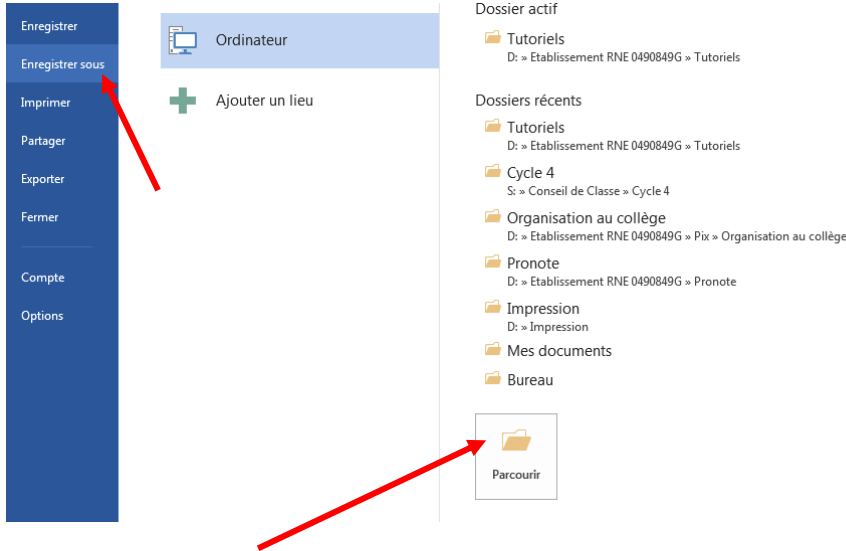 Enregistrer
Enregistrer sous
Imprimer
Partager
Exporter
Fermer
Compte
Options
Ordinateur
Ajouter un lieu
Dossier actif
Tutoriels
D: » Etablissement RNE 0490849G » Tutoriels
Dossiers récents
Tutoriels
D: » Etablissement RNE 0490849G » Tutoriels
Cycle 4
S: » Conseil de Classe » Cycle 4
Organisation au collège
D: » Etablissement RNE 0490849G » Pix » Organisation au collège
Pronote
D: » Etablissement RNE 0490849G » Pronote
Impression
D: » Impression
Mes documents
Bureau
Parcourir